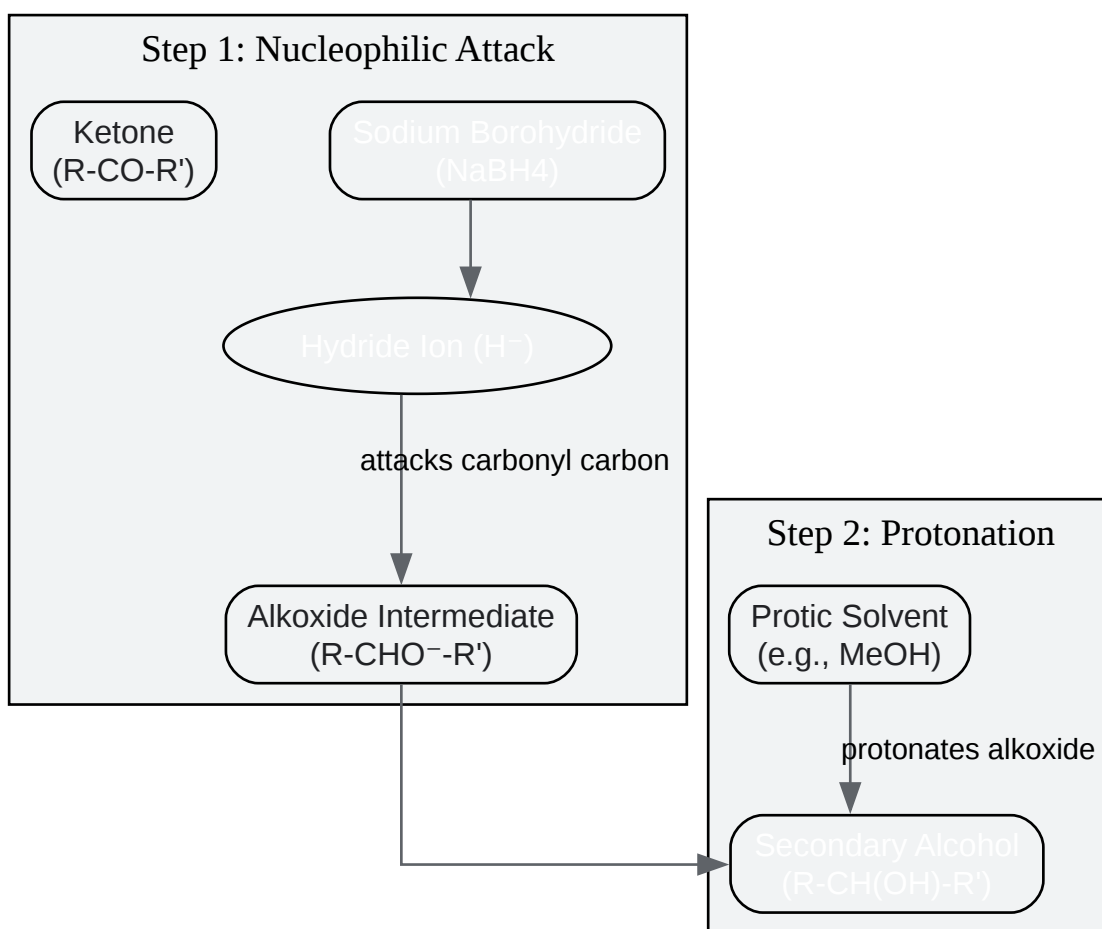 Step 1: Nucleophilic Attack
Ketone
(R-CO-R')
Sodium Borohydride
(NaBH4)
Hydride Ion (H⁻)
attacks carbonyl carbon
Alkoxide Intermediate
(R-CHO⁻-R')
Step 2: Protonation
Protic Solvent
(e.g., MeOH)
protonates alkoxide
Secondary Alcohol
(R-CH(OH)-R')